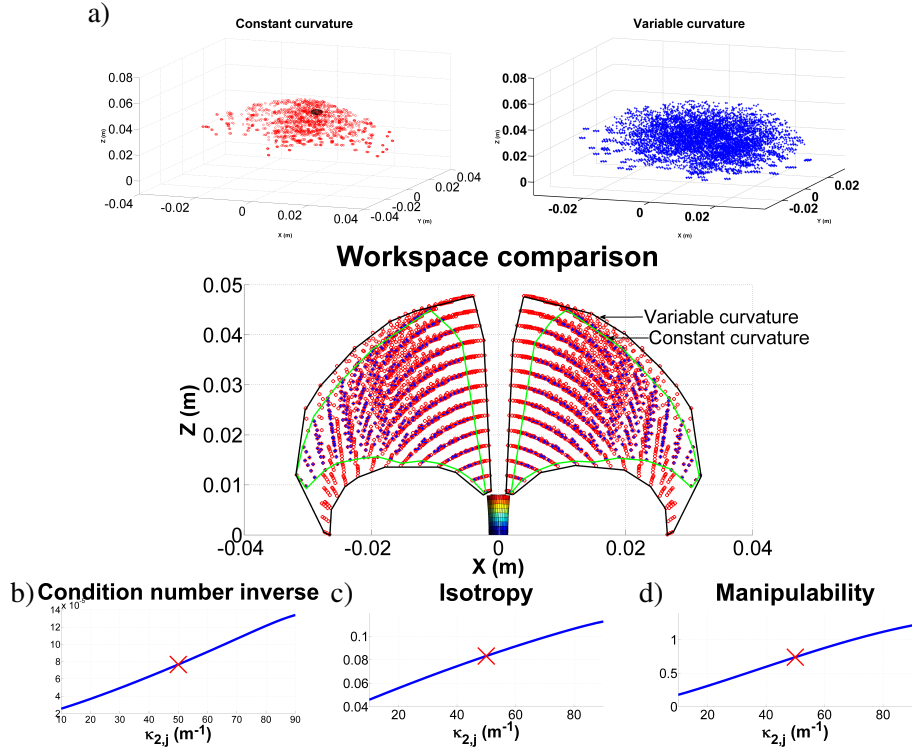 a)
Constant curvature
Variable curvature
0.08
0.06
0.04
0.02
0
Z (m)
-0.04
-0.02
0
0.02
0.04
X (m)
-0.04
-0.02
0
0.02
0.04
Y (m)
0.08
0.06
0.04
0.02
0
Z (m)
-0.02
0
0.02
X (m)
-0.02
0
0.02
Y (m)
Workspace comparison
0.05
0.04
0.03
0.02
0.01
0
Z (m)
Variable curvature
Constant curvature
-0.04
-0.02
0
0.02
0.04
X (m)
b) Condition number inverse
14
12
10
8
6
4
2
10 20 30 40 50 60 70 80 90
κ2,j (m-1)
c) Isotropy
0.1
0.08
0.06
0.04
20 40 60 80
κ2,j (m-1)
d) Manipulability
1
0.5
0
20 40 60 80
κ2,j (m-1)